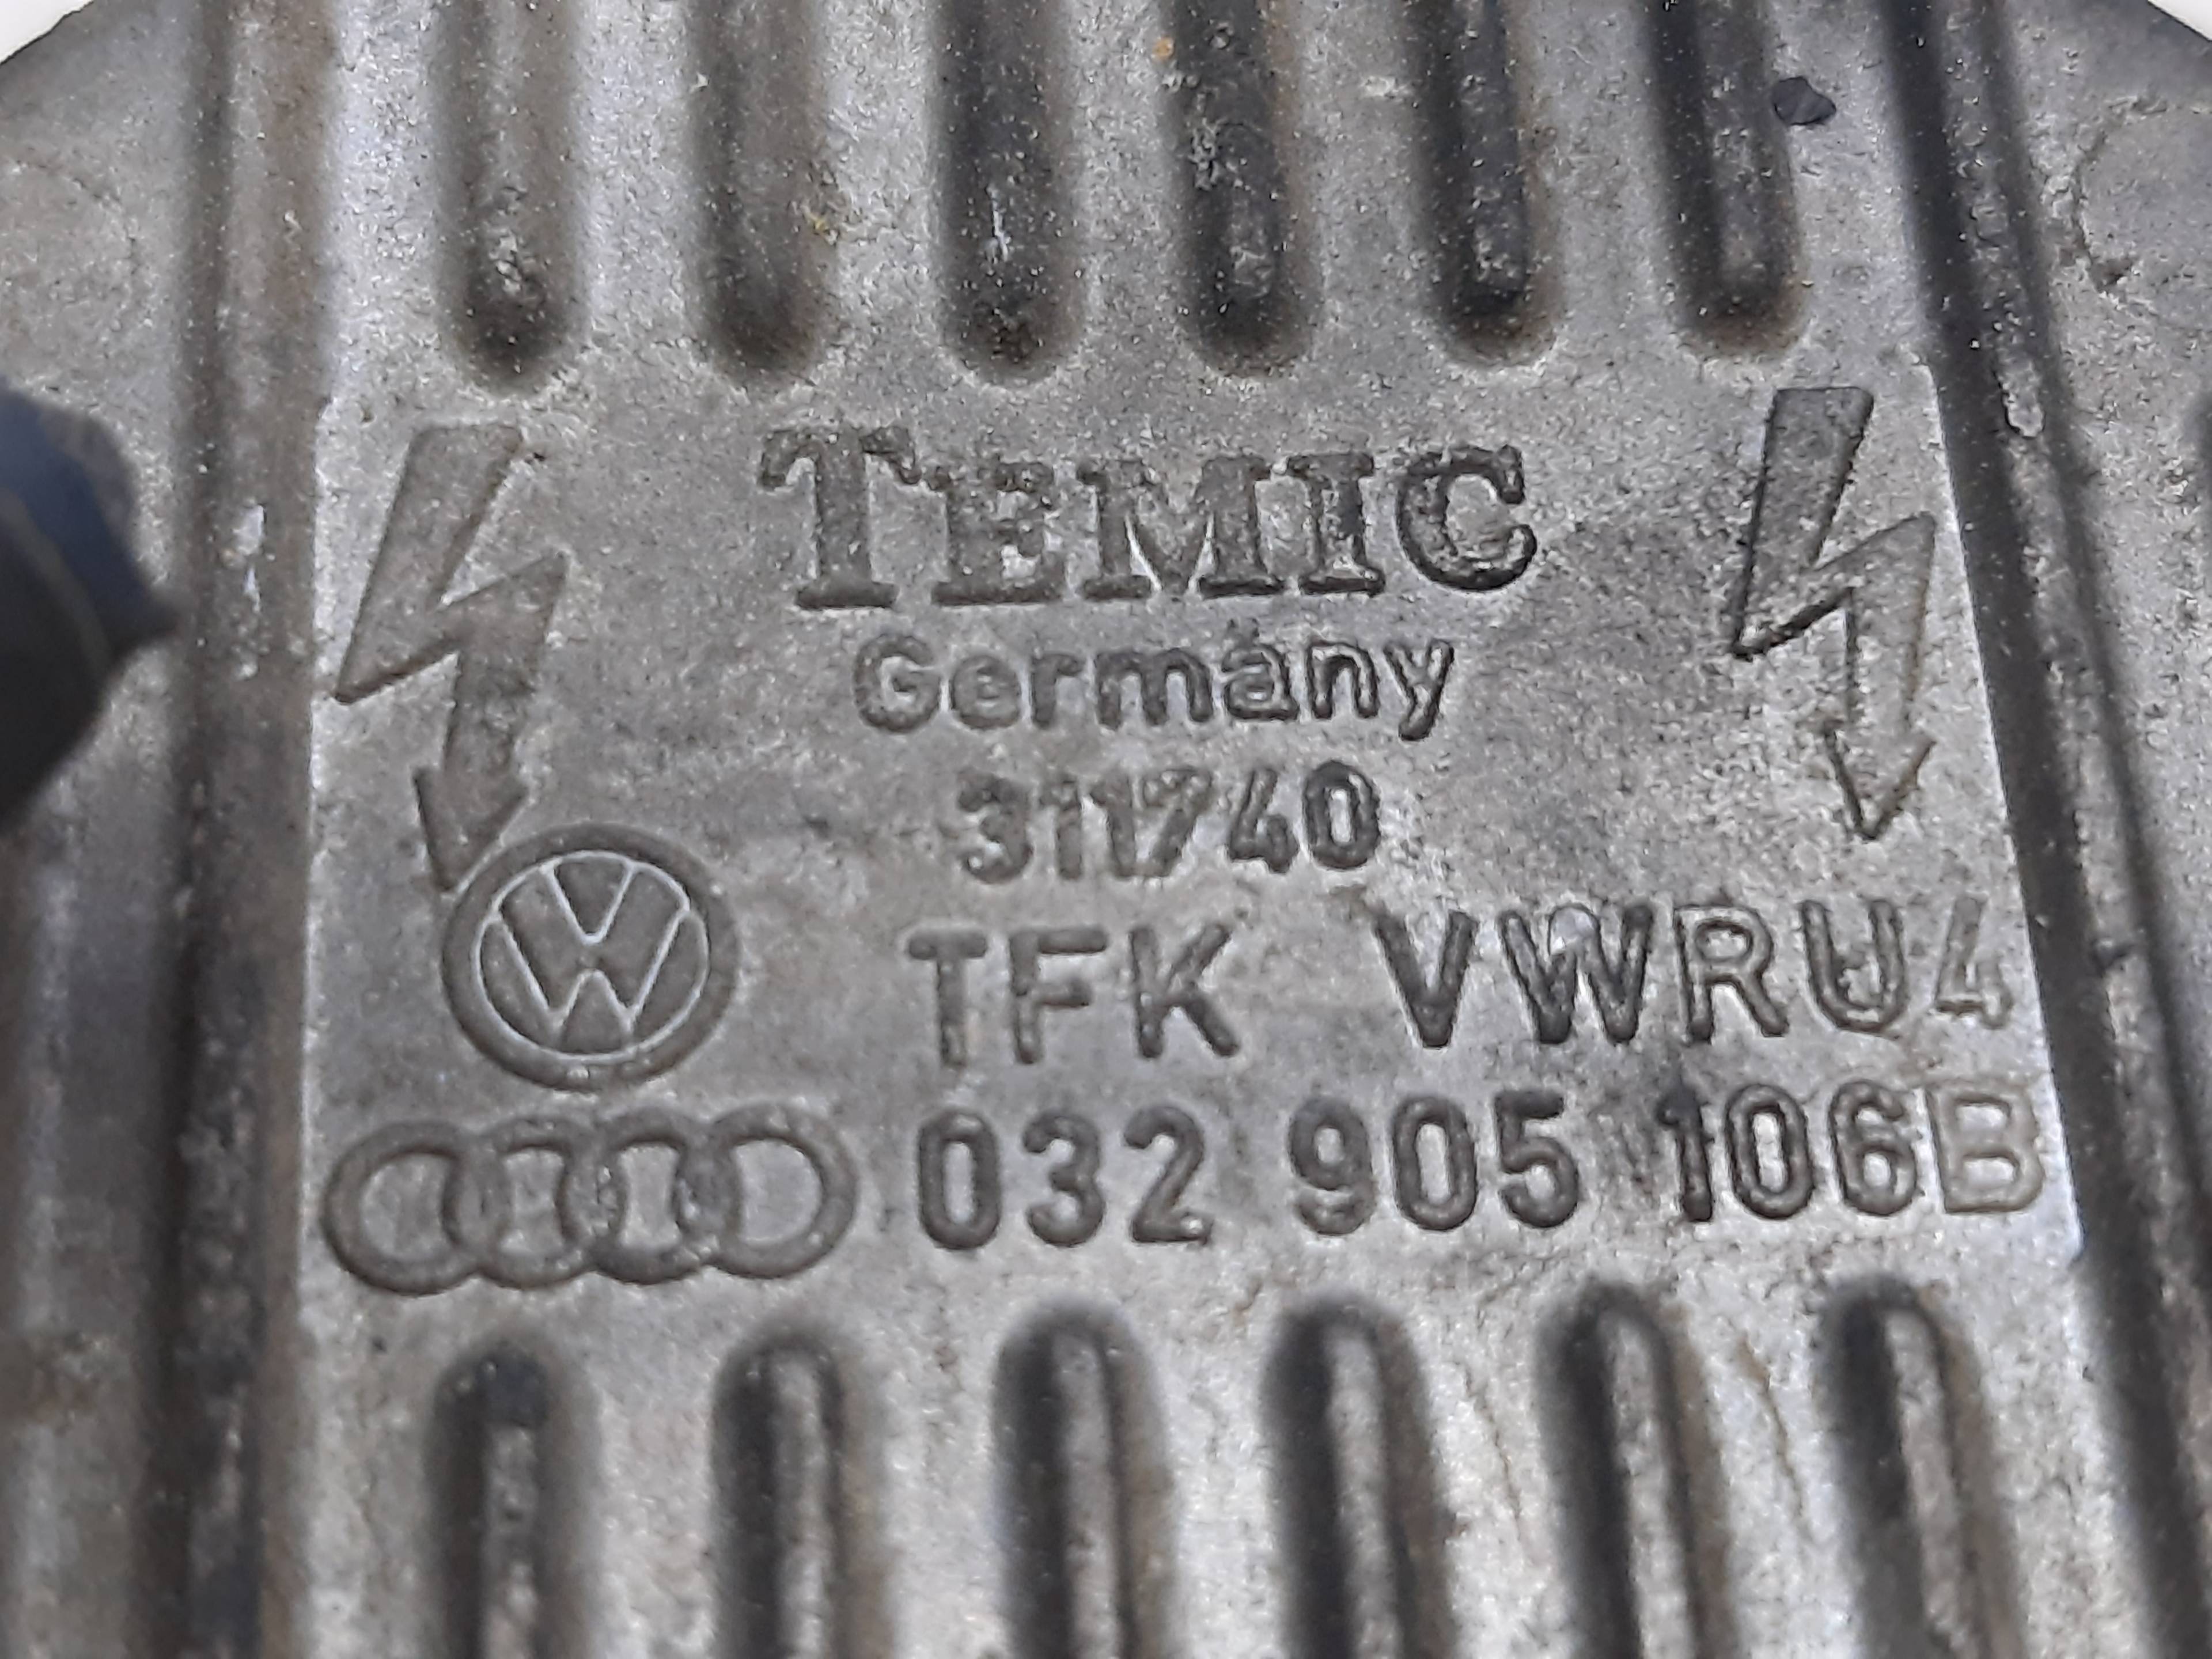 TEMIC
Germany
311740
TFK VWRU4
032 905 106B